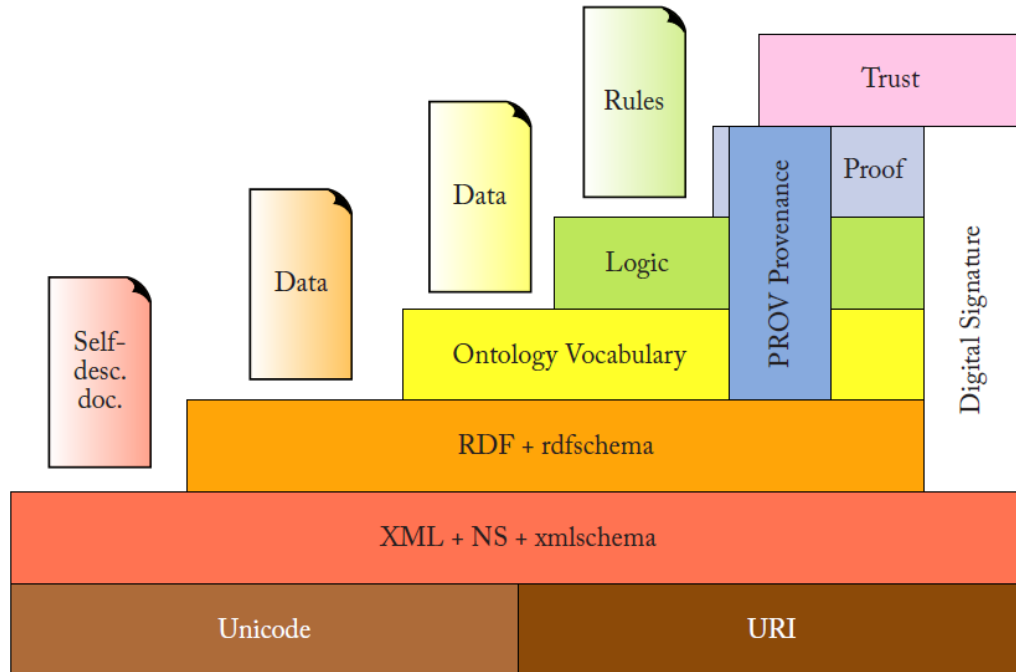 Rules
Trust
Data
Proof
PROV Provenance
Logic
Data
Digital Signature
Self-
desc.
doc.
Ontology Vocabulary
RDF + rdfschema
XML + NS + xmlschema
Unicode
URI